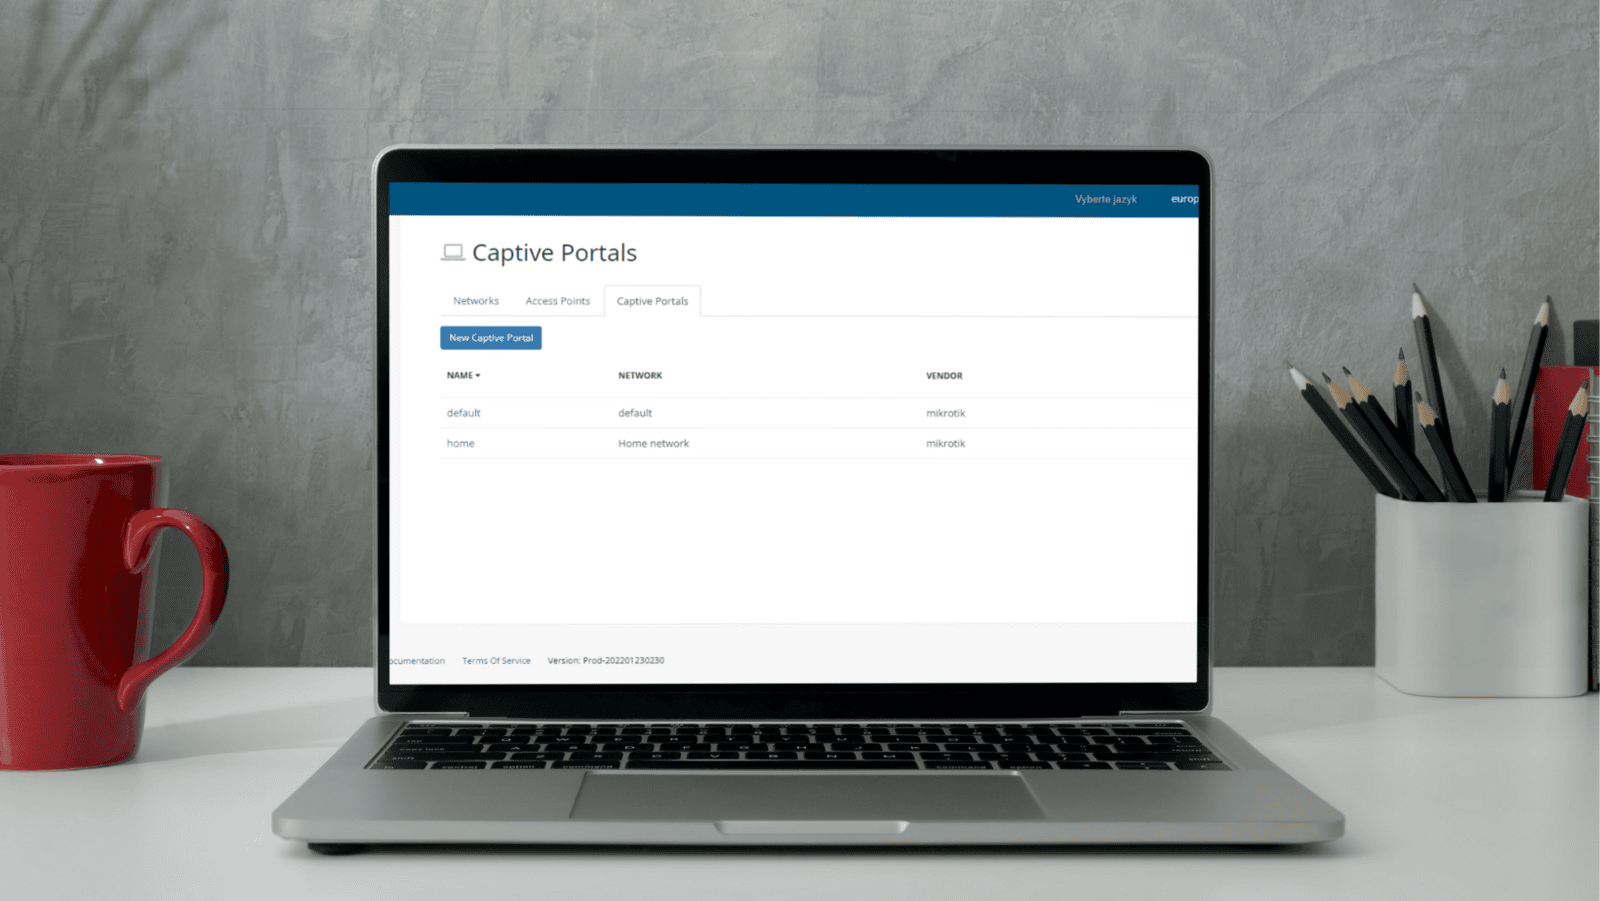 Vyberte jazyk europ
Captive Portals
Networks Access Points Captive Portals
New Captive Portal
NAME NETWORK VENDOR
default default mikrotik
home Home network mikrotik
ocumentation Terms Of Service Version: Prod-202201230230